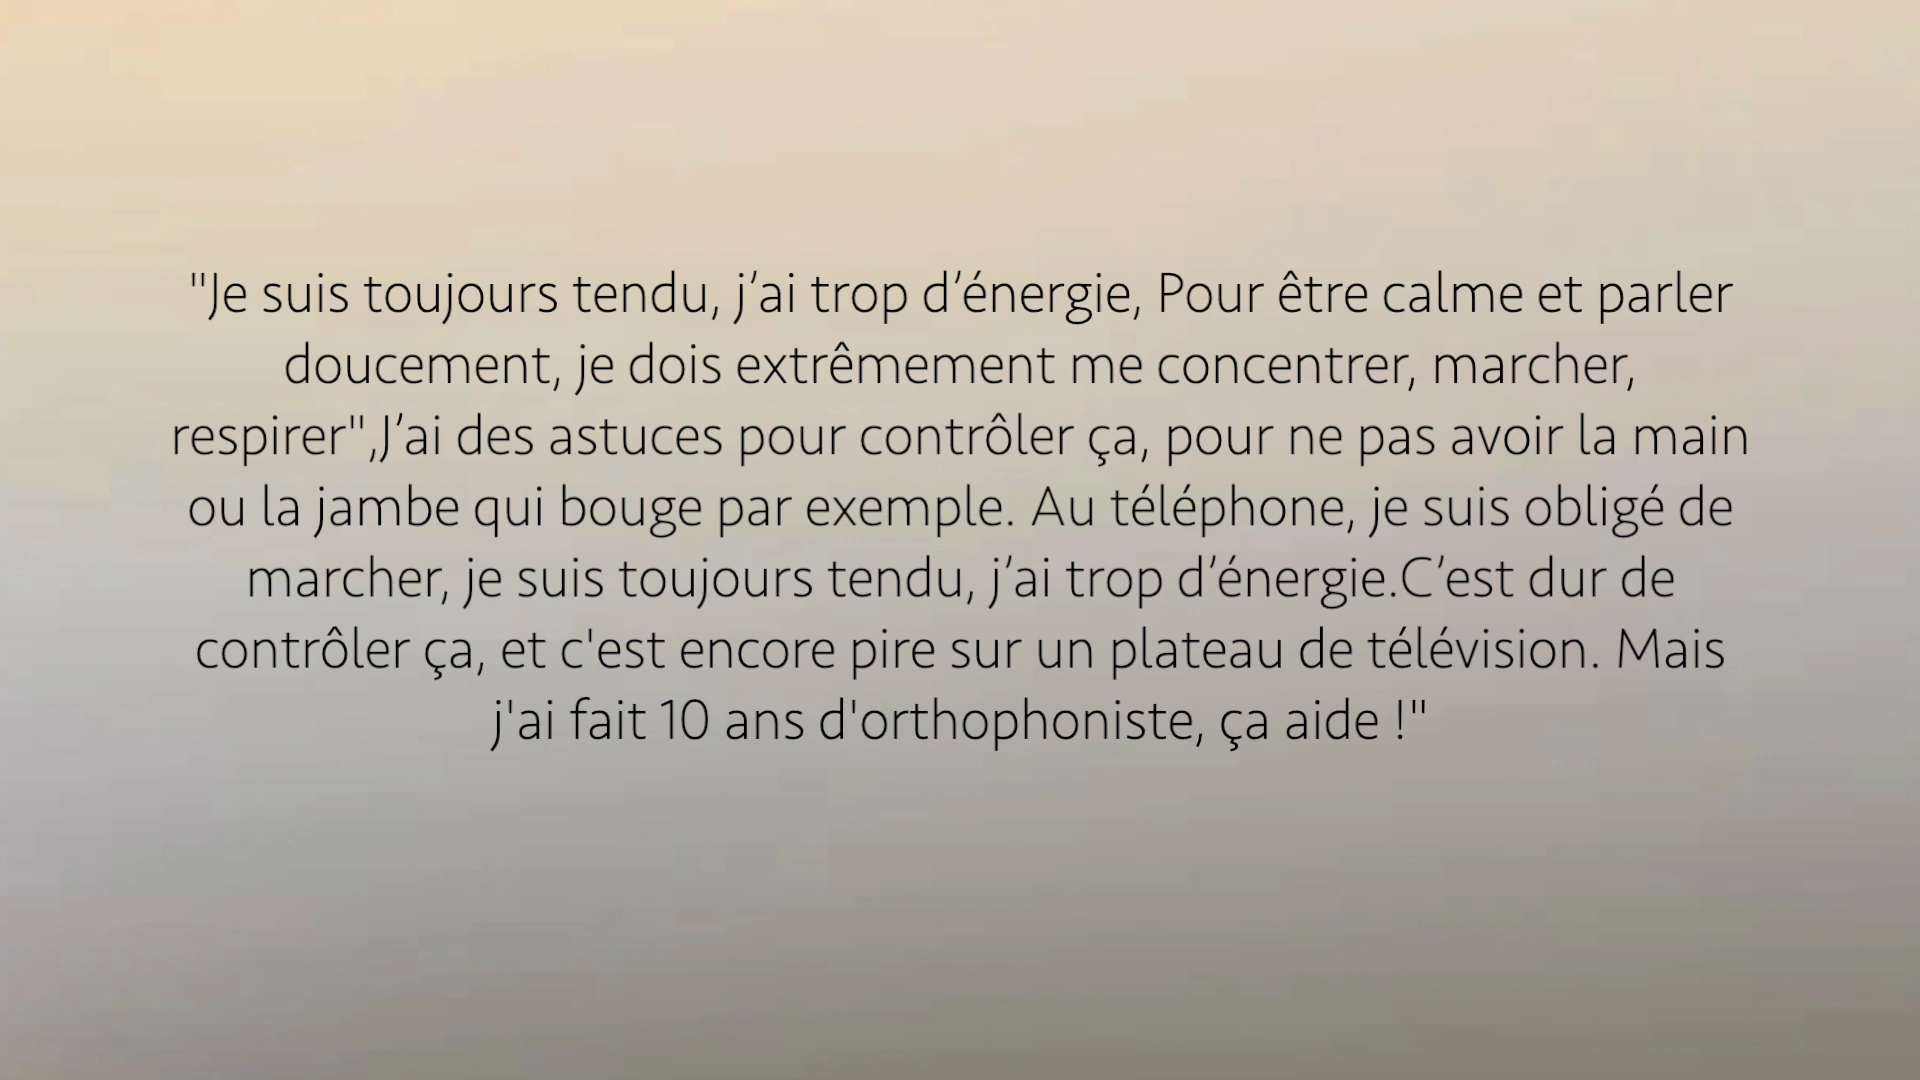 "Je suis toujours tendu, j’ai trop d’énergie, Pour être calme et parler
doucement, je dois extrêmement me concentrer, marcher,
respirer",J’ai des astuces pour contrôler ça, pour ne pas avoir la main
ou la jambe qui bouge par exemple. Au téléphone, je suis obligé de
marcher, je suis toujours tendu, j’ai trop d’énergie.C’est dur de
contrôler ça, et c'est encore pire sur un plateau de télévision. Mais
j'ai fait 10 ans d'orthophoniste, ça aide !"